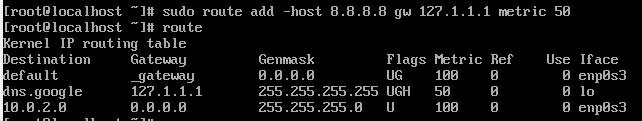 [root@localhost ~]# sudo route add -host 8.8.8.8 gw 127.1.1.1 metric 50
[root@localhost ~]# route
Kernel IP routing table
Destination Gateway Genmask Flags Metric Ref Use Iface
default _gateway 0.0.0.0 UG 100 0 0 enp0s3
dns.google 127.1.1.1 255.255.255.255 UGH 50 0 0 lo
10.0.2.0 0.0.0.0 255.255.255.0 U 100 0 0 enp0s3